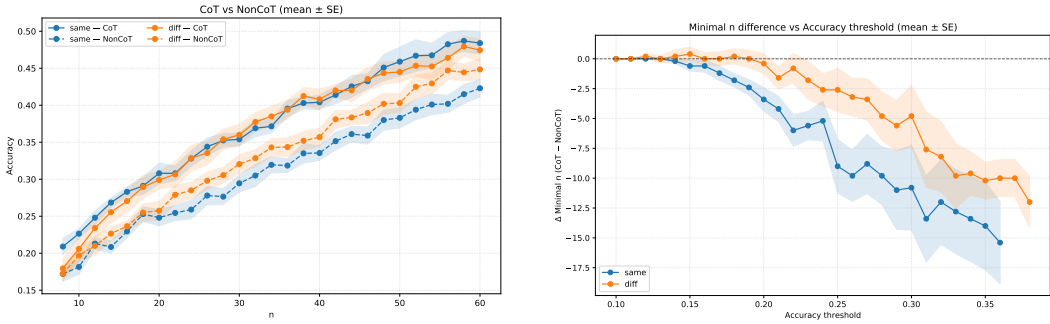 CoT vs NonCoT (mean ± SE)
same — CoT
same — NonCoT
diff — CoT
diff — NonCoT
0.50
0.45
0.40
0.35
0.30
0.25
0.20
0.15
Accuracy
10 20 30 40 50 60
n
Minimal n difference vs Accuracy threshold (mean ± SE)
0.0
−2.5
−5.0
−7.5
−10.0
−12.5
−15.0
−17.5
Δ Minimal n (CoT − NonCoT)
same
diff
0.10 0.15 0.20 0.25 0.30 0.35
Accuracy threshold